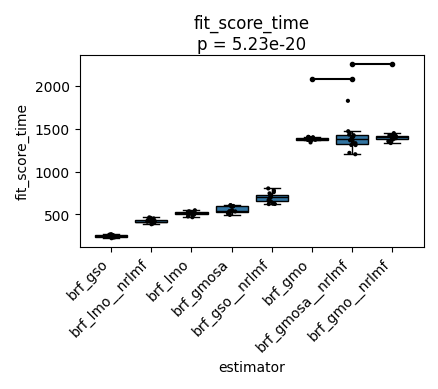 fit_score_time
p = 5.23e-20
fit_score_time
2000
1500
1000
500
brf_gso
brf_lmo__nrlmf
brf_lmo
brf_gmosa
brf_gso__nrlmf
brf_gmo
brf_gmosa__nrlmf
brf_gmo__nrlmf
estimator